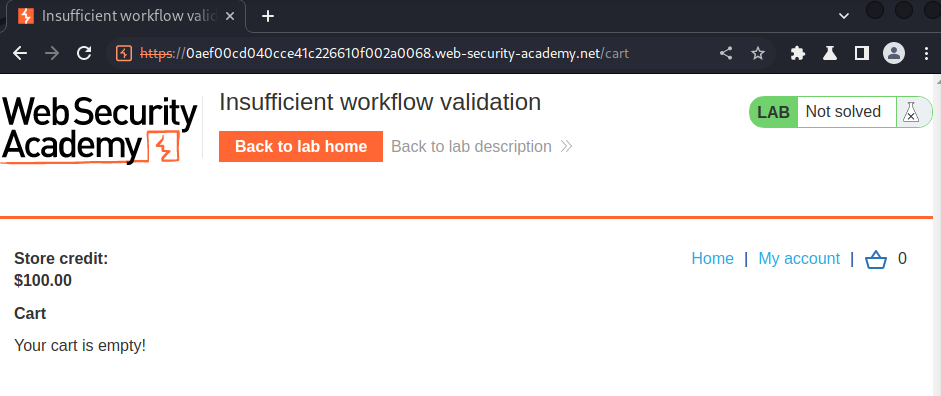 Insufficient workflow valid
https://0aef00cd040cce41c226610f002a0068.web-security-academy.net/cart
Web Security
Academy
Insufficient workflow validation
Back to lab home
Back to lab description
LAB
Not solved
Store credit:
$100.00
Home | My account | 0
Cart
Your cart is empty!